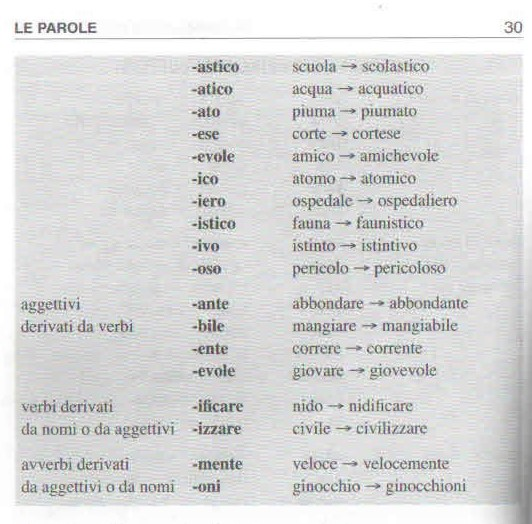 LE PAROLE 30
-astico scuola → scolastico
-atico acqua → acquatico
-ato piuma → piumato
-ese corte → cortese
-evole amico → amichevole
-ico atomo → atomico
-iero ospedale → ospedaliero
-istico fauna → faunistico
-ivo istinto → istintivo
-oso pericolo → pericoloso
aggettivi -ante abbondare → abbondante
derivati da verbi -bile mangiare → mangiabile
-ente correre → corrente
-evole giovare → giovevole
verbi derivati -ificare nido → nidificare
da nomi o da aggettivi -izzare civile → civilizzare
avverbi derivati -mente veloce → velocemente
da aggettivi o da nomi -oni ginocchio → ginocchioni